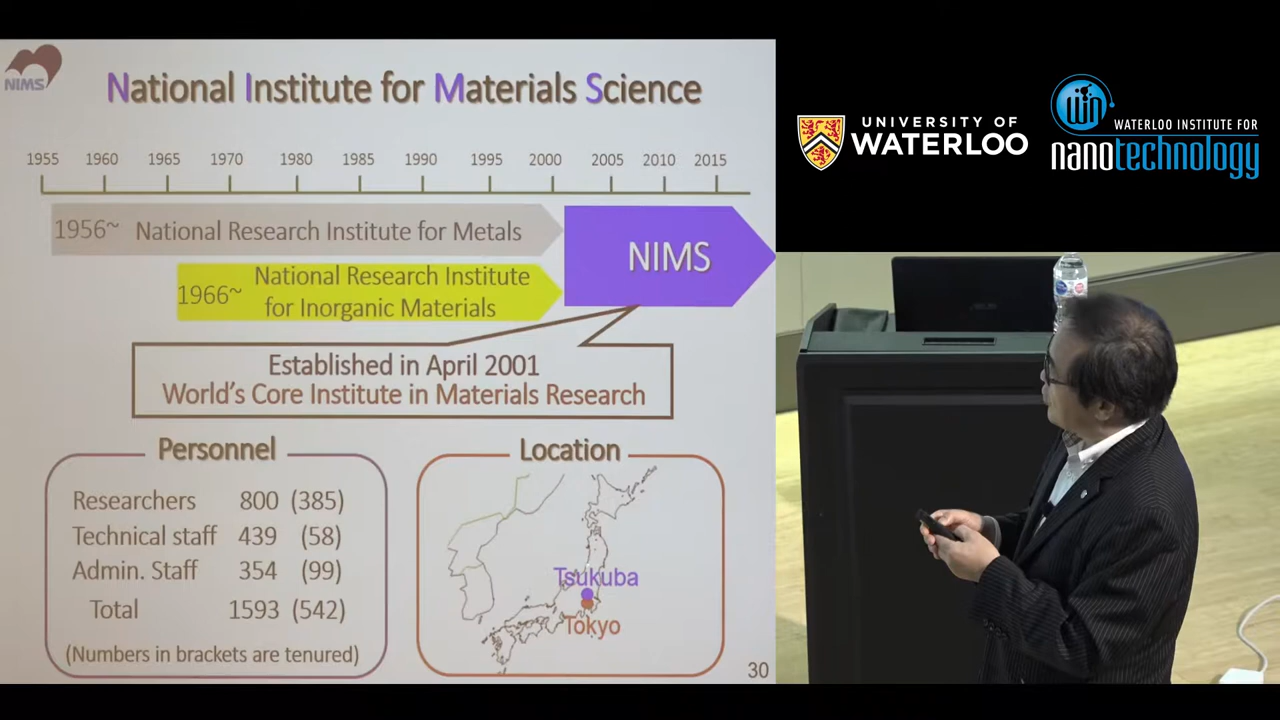 NIMS
National Institute for Materials Science
1955 1960 1965 1970 1980 1985 1990 1995 2000 2005 2010 2015
1956~ National Research Institute for Metals
1966~ National Research Institute
for Inorganic Materials
NIMS
Established in April 2001
World's Core Institute in Materials Research
Personnel
Researchers 800 (385)
Technical staff 439 (58)
Admin. Staff 354 (99)
Total 1593 (542)
(Numbers in brackets are tenured)
Location
Tsukuba
Tokyo
30
UNIVERSITY OF
WATERLOO
WIN
WATERLOO INSTITUTE FOR
nanotechnology